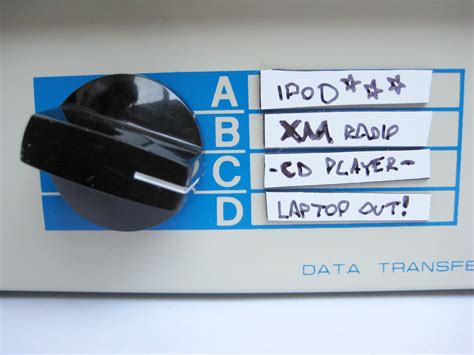 A IPOD***
B XM RADIO
C -CD PLAYER-
D LAPTOP OUT!
DATA TRANSFE